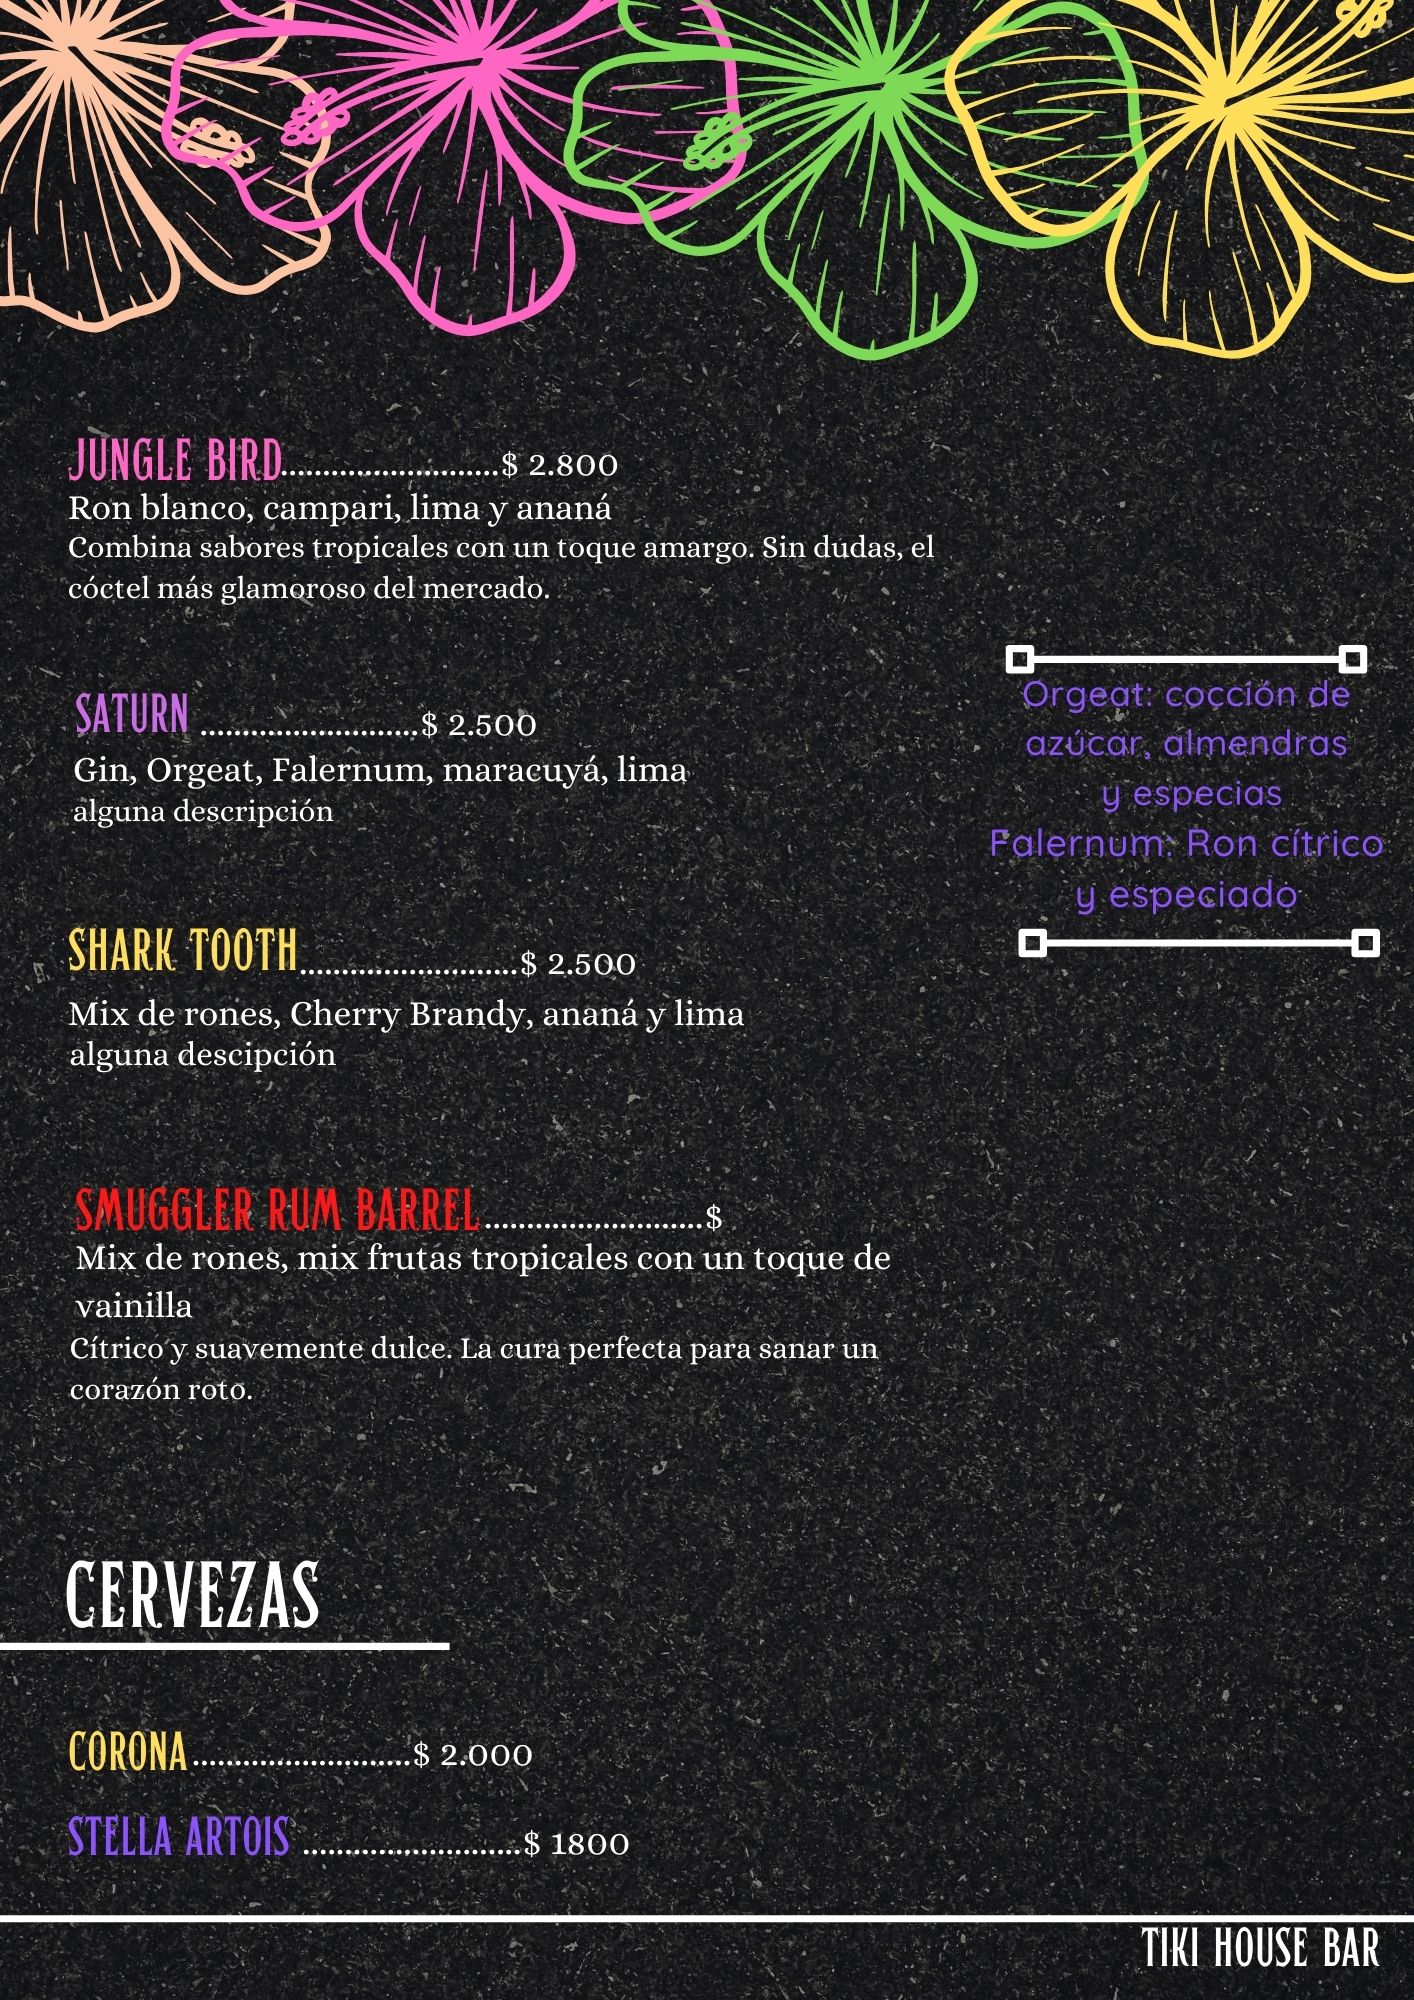 JUNGLE BIRD..........................$ 2.800
Ron blanco, campari, lima y ananá
Combina sabores tropicales con un toque amargo. Sin dudas, el
cóctel más glamoroso del mercado.
SATURN ..........................$ 2.500
Gin, Orgeat, Falernum, maracuyá, lima
alguna descripción
Orgeat: cocción de
azúcar, almendras
y especias
Falernum: Ron cítrico
y especiado
SHARK TOOTH..........................$ 2.500
Mix de rones, Cherry Brandy, ananá y lima
alguna descipción
SMUGGLER RUM BARREL..........................$
Mix de rones, mix frutas tropicales con un toque de
vainilla
Cítrico y suavemente dulce. La cura perfecta para sanar un
corazón roto.
CERVEZAS
CORONA..........................$ 2.000
STELLA ARTOIS ..........................$ 1800
TIKI HOUSE BAR